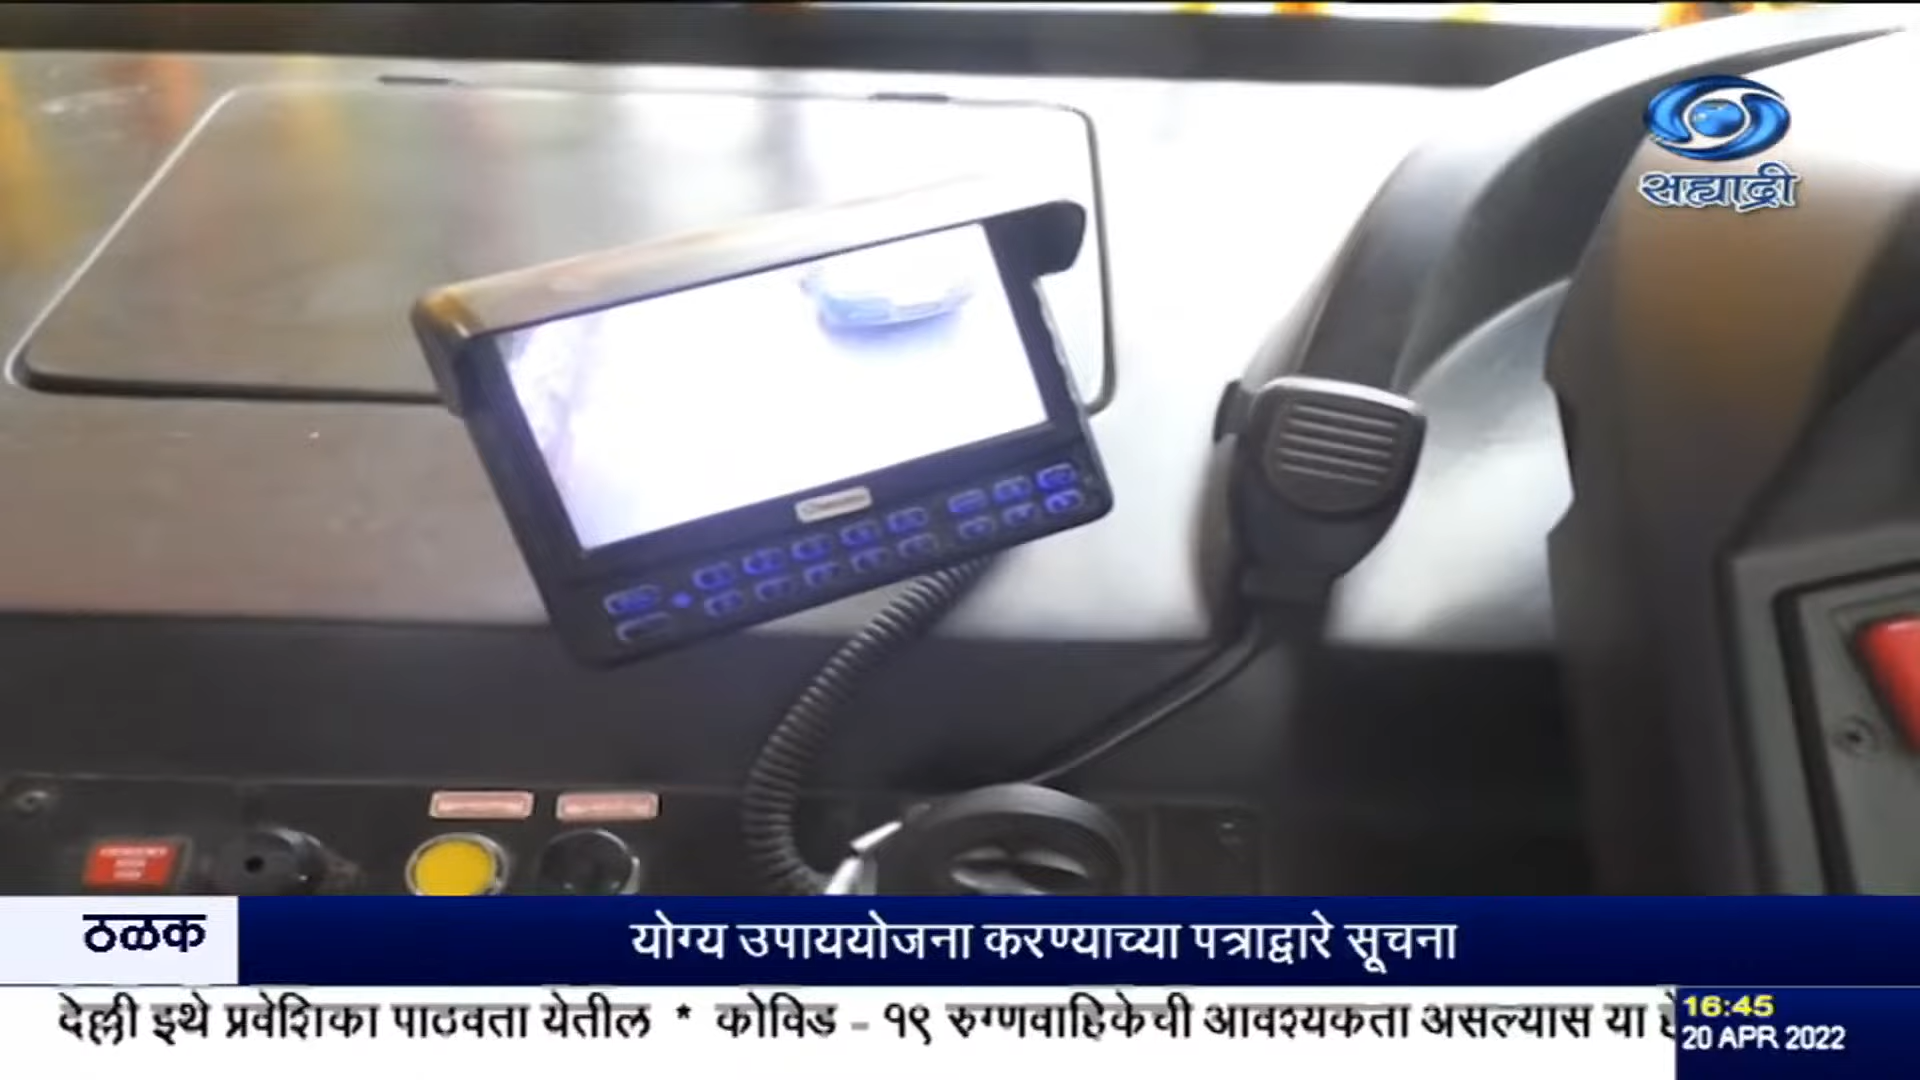 सह्याद्री
ठळक
योग्य उपाययोजना करण्याच्या पत्राद्वारे सूचना
देल्ली इथे प्रवेशिका पाठवता येतील * कोविड - १९ रुग्णवाहिकेची आवश्यकता असल्यास या
16:45
20 APR 2022